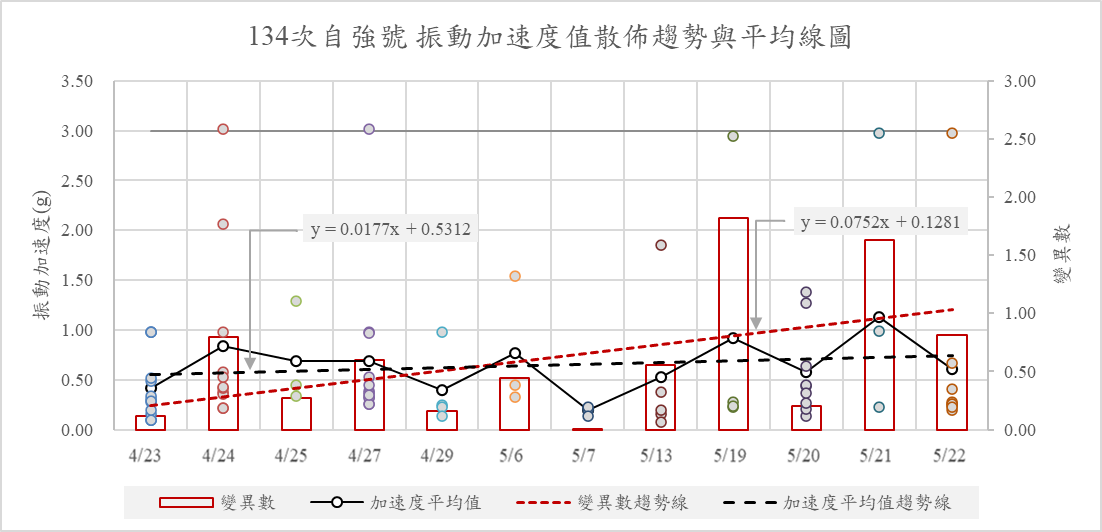 134次自強號 振動加速度值散佈趨勢與平均線圖
3.50
3.00
2.50
2.00
1.50
1.00
0.50
0.00
振動加速度(g)
3.00
2.50
2.00
1.50
1.00
0.50
0.00
變異數
y = 0.0177x + 0.5312
y = 0.0752x + 0.1281
4/23 4/24 4/25 4/27 4/29 5/6 5/7 5/13 5/19 5/20 5/21 5/22
變異數 加速度平均值 變異數趨勢線 加速度平均值趨勢線